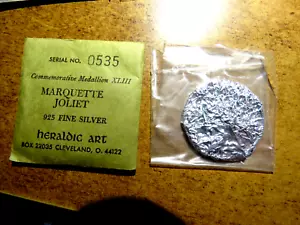 SERIAL NO. 0535
Commemorative Medallion XLIII
MARQUETTE
JOLIET
925 FINE SILVER
heraldic art
BOX 22035 CLEVELAND, O. 44122